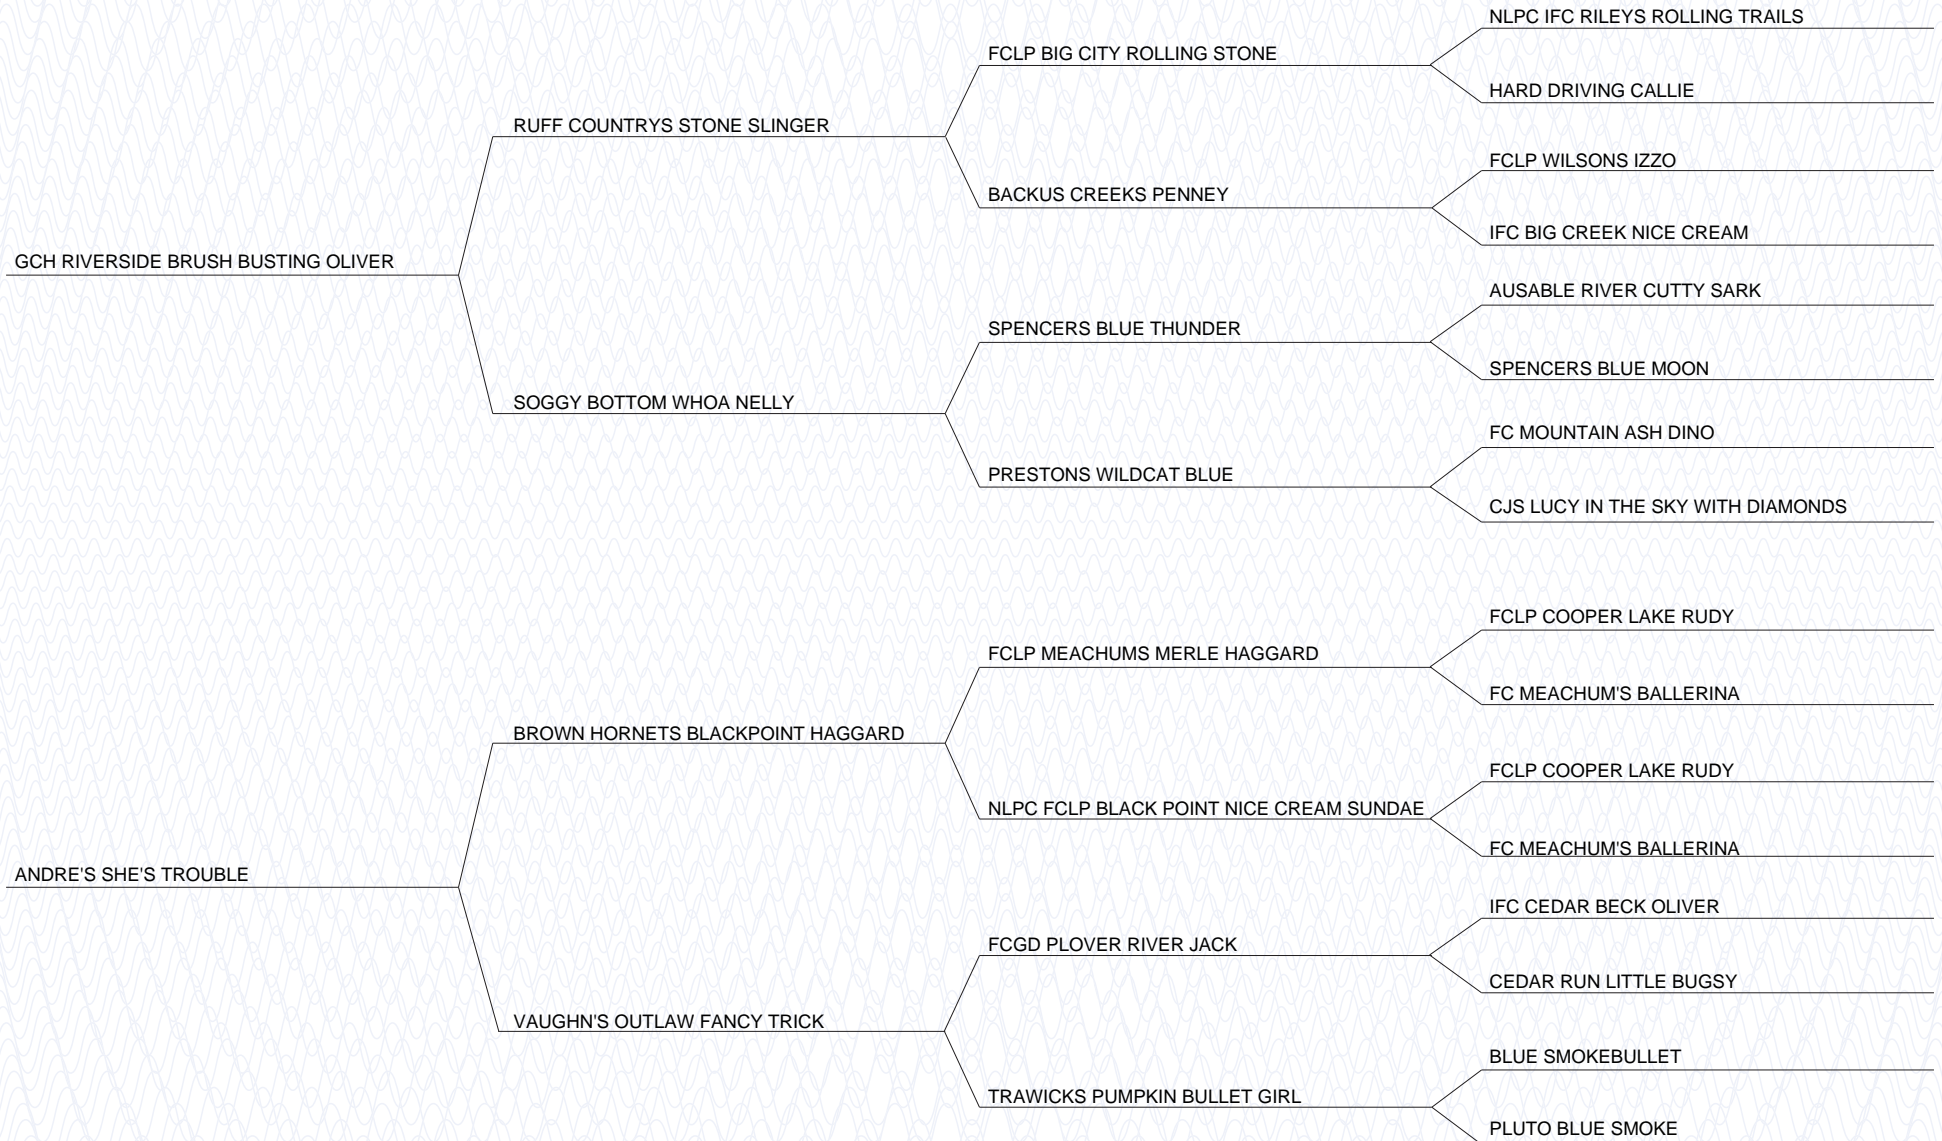 NLPC IFC RILEYS ROLLING TRAILS
FCLP BIG CITY ROLLING STONE
HARD DRIVING CALLIE
RUFF COUNTRYS STONE SLINGER
FCLP WILSONS IZZO
BACKUS CREEKS PENNEY
IFC BIG CREEK NICE CREAM
GCH RIVERSIDE BRUSH BUSTING OLIVER
AUSABLE RIVER CUTTY SARK
SPENCERS BLUE THUNDER
SPENCERS BLUE MOON
SOGGY BOTTOM WHOA NELLY
FC MOUNTAIN ASH DINO
PRESTONS WILDCAT BLUE
CJS LUCY IN THE SKY WITH DIAMONDS
FCLP COOPER LAKE RUDY
FCLP MEACHUMS MERLE HAGGARD
FC MEACHUM'S BALLERINA
BROWN HORNETS BLACKPOINT HAGGARD
FCLP COOPER LAKE RUDY
NLPC FCLP BLACK POINT NICE CREAM SUNDAE
FC MEACHUM'S BALLERINA
ANDRE'S SHE'S TROUBLE
IFC CEDAR BECK OLIVER
FCGD PLOVER RIVER JACK
CEDAR RUN LITTLE BUGSY
VAUGHN'S OUTLAW FANCY TRICK
BLUE SMOKEBULLET
TRAWICKS PUMPKIN BULLET GIRL
PLUTO BLUE SMOKE